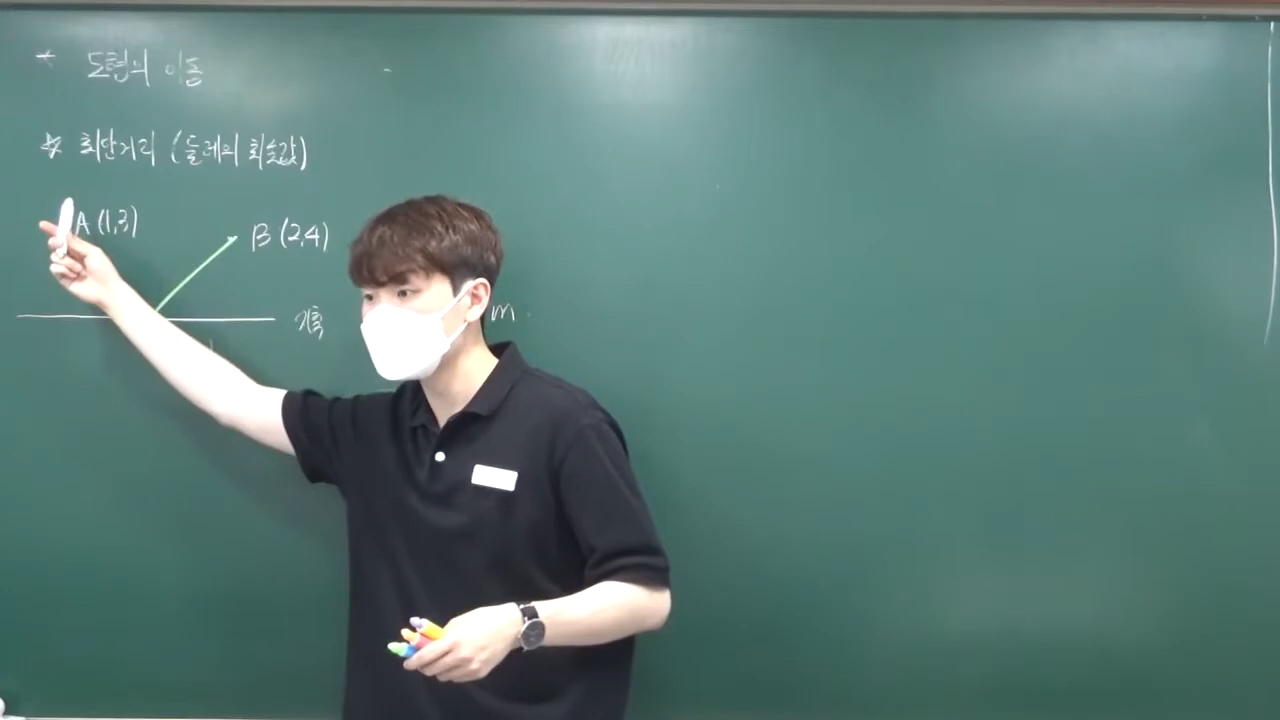 * 도형의 이동
☆ 최단거리 (둘레의 최솟값)
A (1,3)
B (2,4)
x축
m